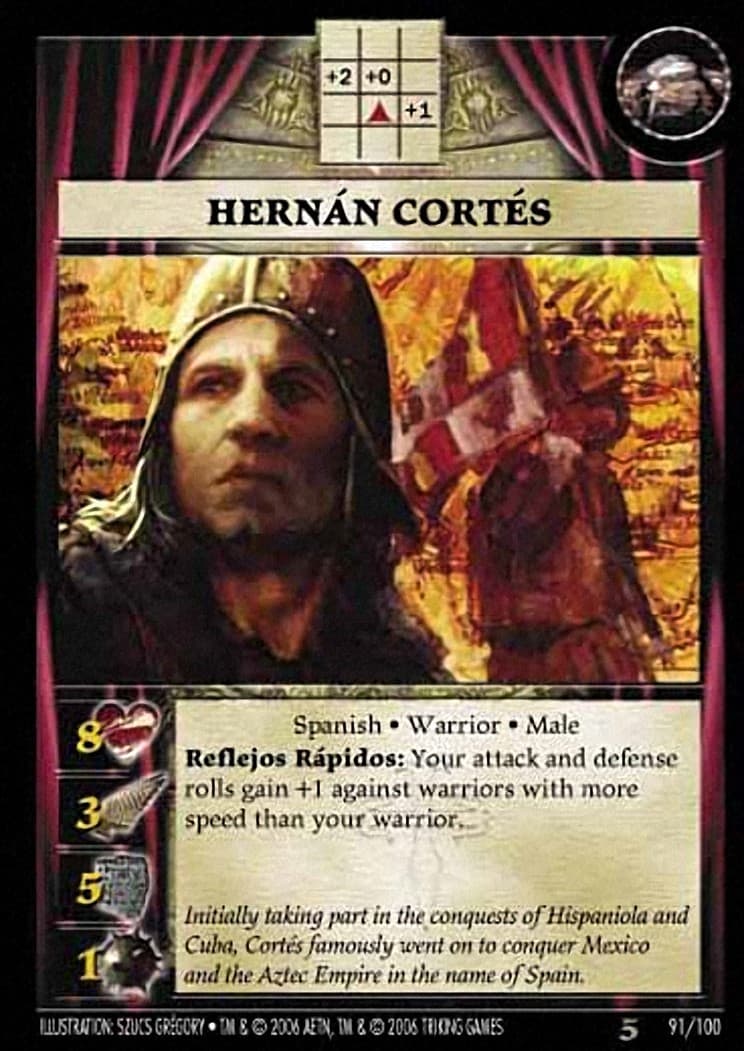 +2 +0
+1
HERNÁN CORTÉS
8
3
5
1
Spanish • Warrior • Male
Reflejos Rápidos: Your attack and defense
rolls gain +1 against warriors with more
speed than your warrior.
Initially taking part in the conquests of Hispaniola and
Cuba, Cortés famously went on to conquer Mexico
and the Aztec Empire in the name of Spain.
ILLUSTRATION: SZUCS GRÉGORY • TM & © 2006 AETN, TM & © 2006 TRIKING GAMES 5 91/100